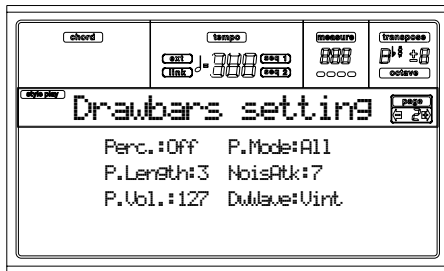 chord
tempo
measure
transpose
ext
link
seq 1
seq 2
octave
style play
Drawbars setting
page
2
Perc.:Off P.Mode:All
P.Length:3 NoisAtk:7
P.Vol.:127 DwWave:Vint